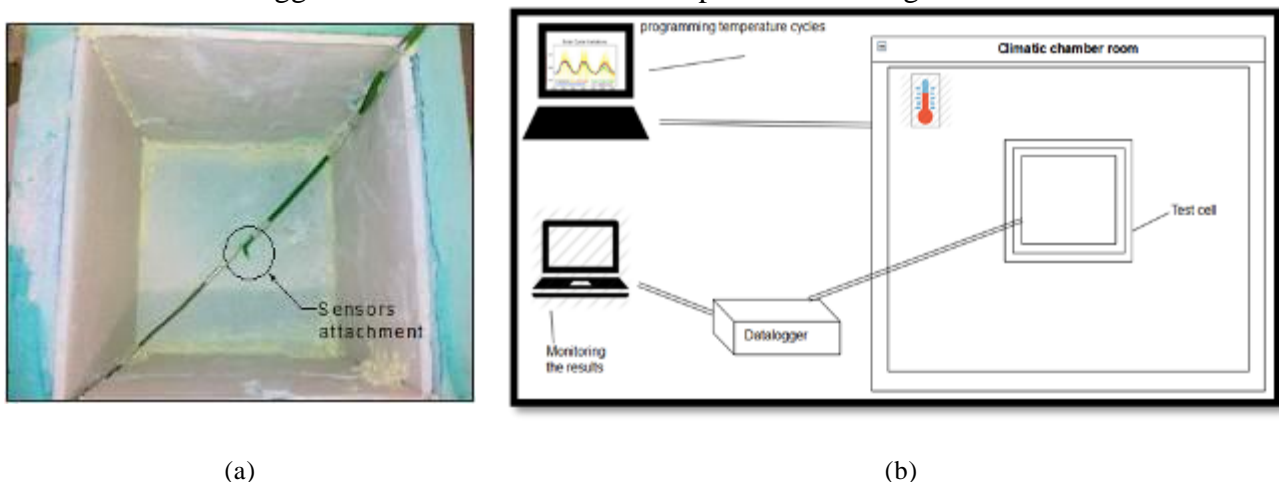 Sensors
attachment
programming temperature cycles
Climatic chamber room
Test cell
Datalogger
Monitoring
the results
(a)
(b)